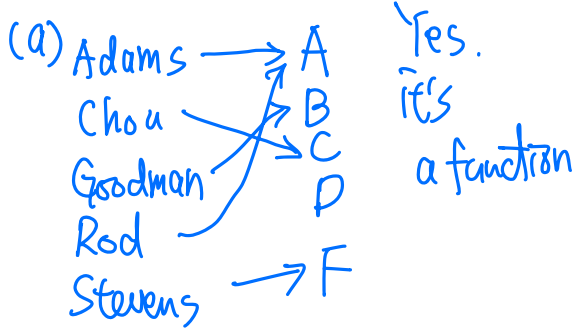 (a) Adams A Yes.
Chou B it's
Goodman C a function
Rod D
Stevens F